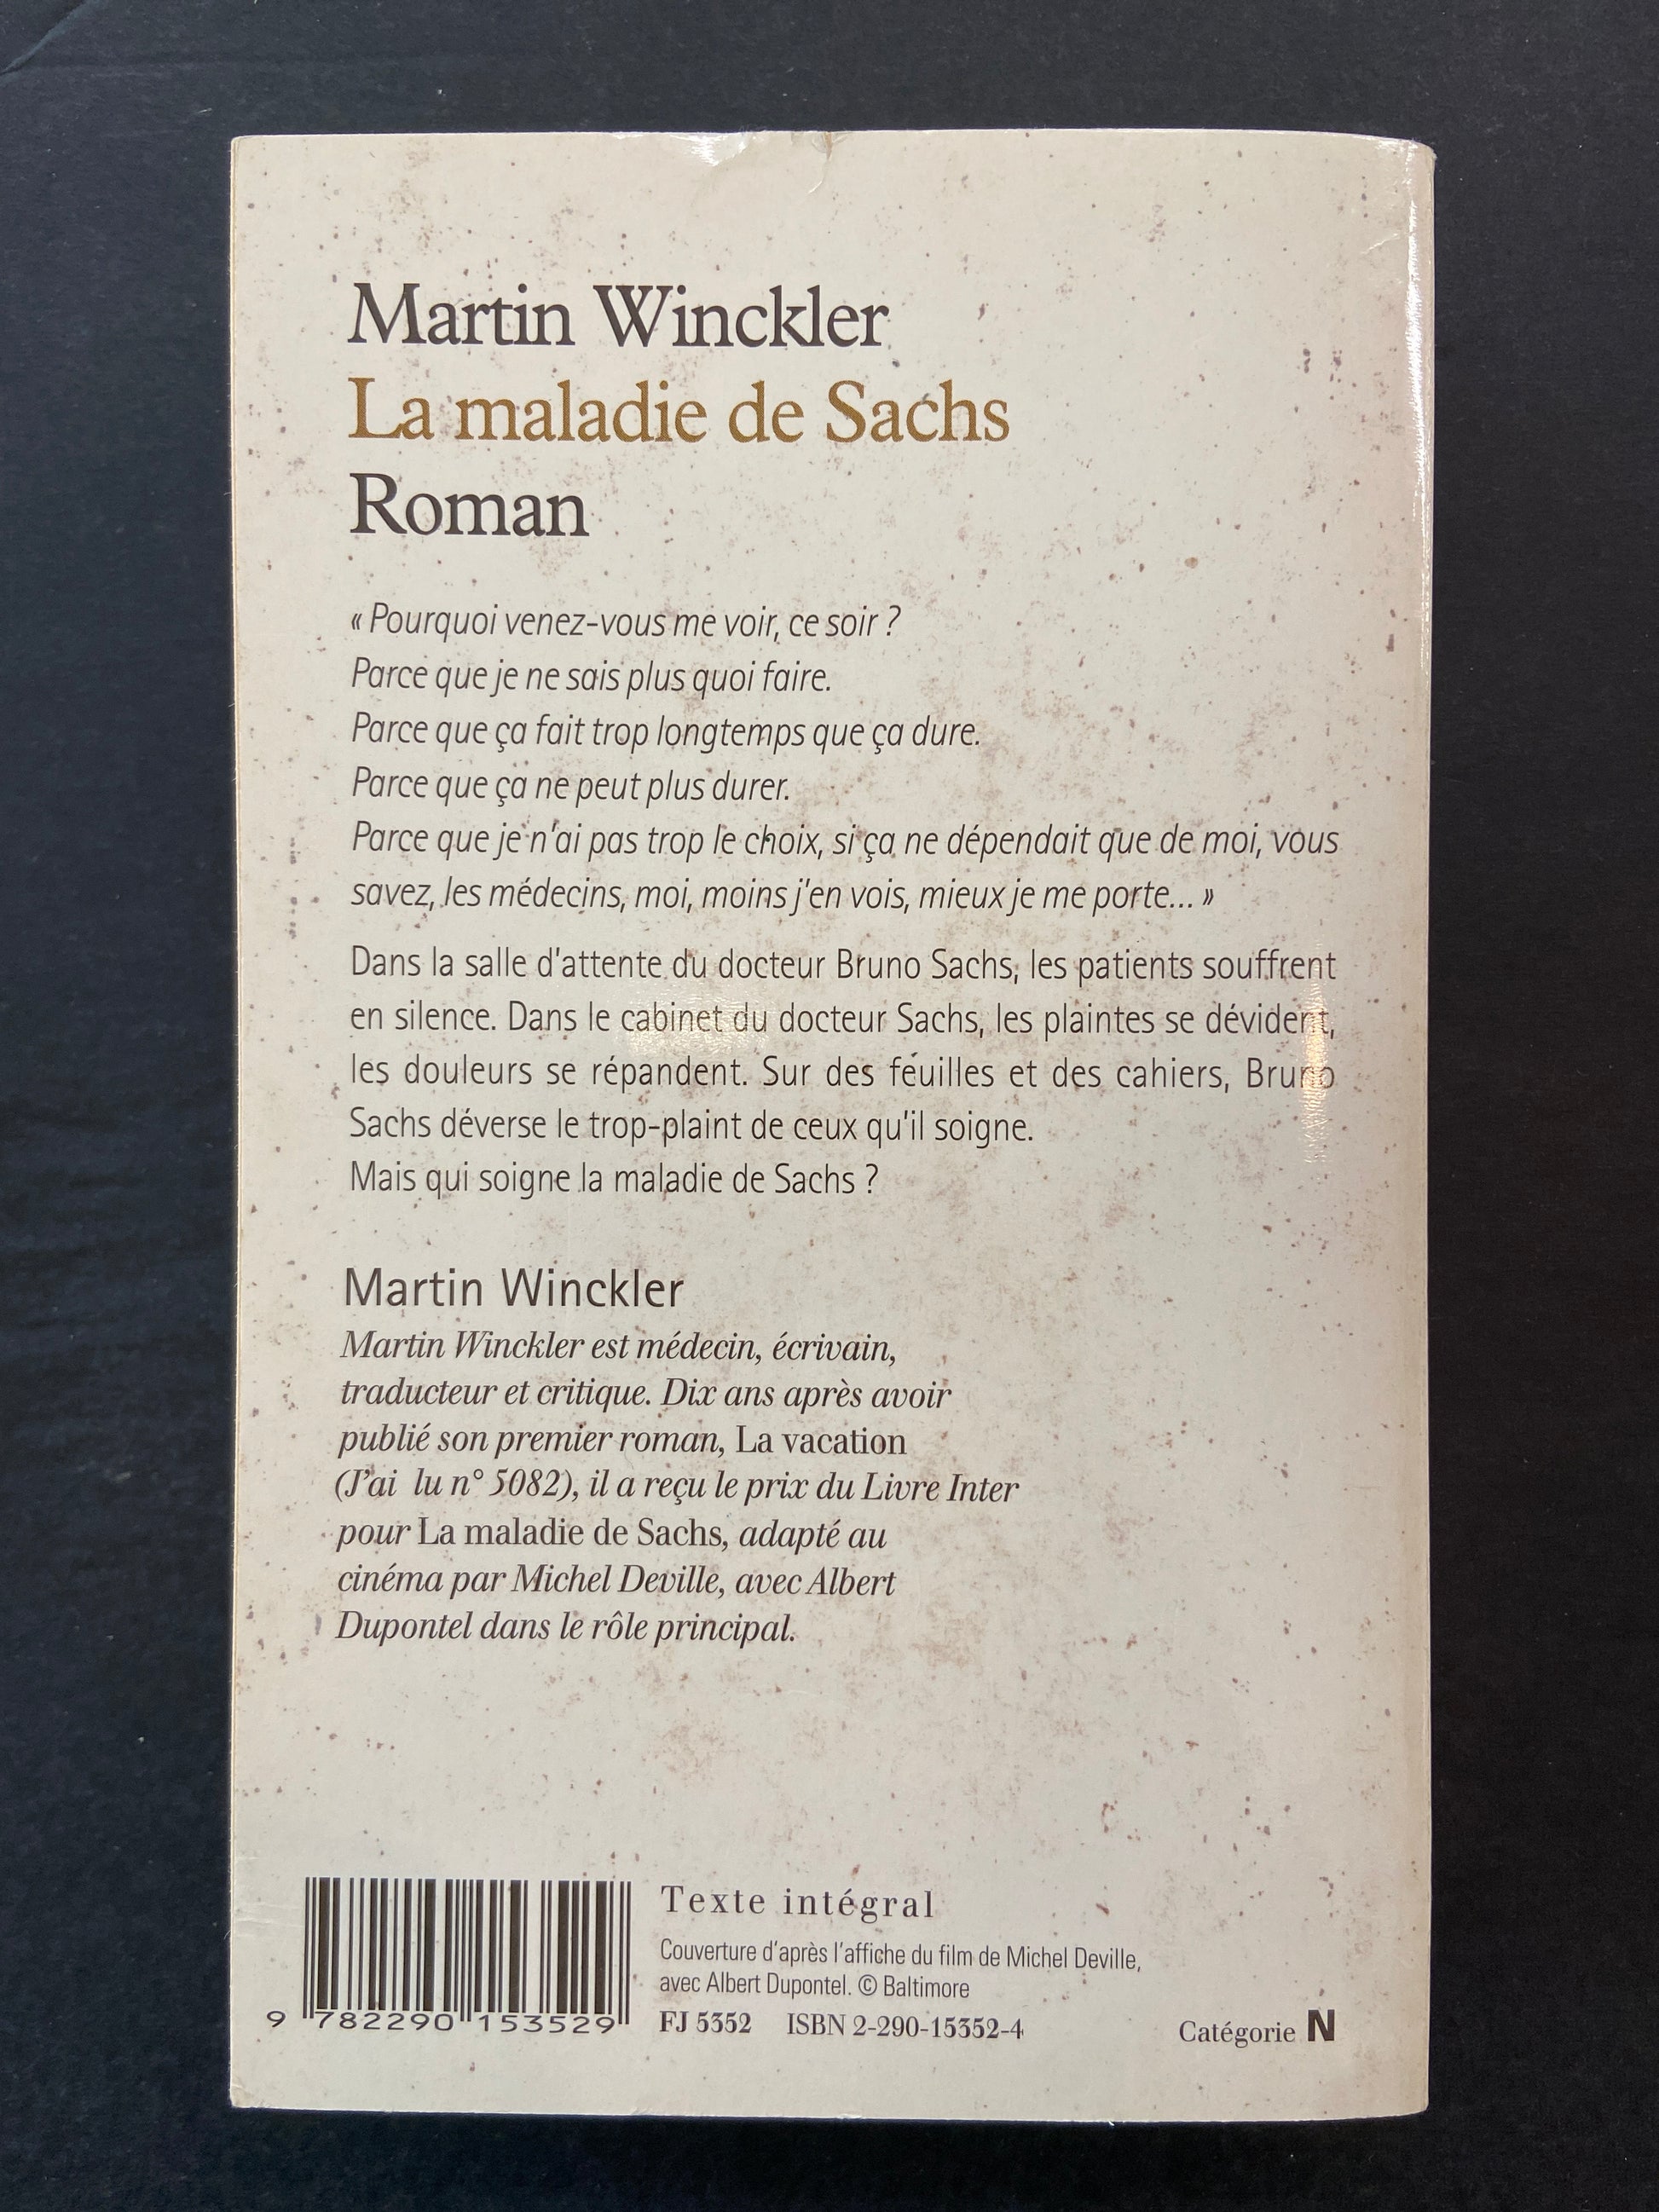 Martin Winckler
La maladie de Sachs
Roman
« Pourquoi venez-vous me voir, ce soir ?
Parce que je ne sais plus quoi faire.
Parce que ça fait trop longtemps que ça dure.
Parce que ça ne peut plus durer.
Parce que je n'ai pas trop le choix, si ça ne dépendait que de moi, vous
savez, les médecins, moi, moins j'en vois, mieux je me porte... »
Dans la salle d'attente du docteur Bruno Sachs, les patients souffrent
en silence. Dans le cabinet du docteur Sachs, les plaintes se dévident,
les douleurs se répandent. Sur des feuilles et des cahiers, Bruno
Sachs déverse le trop-plaint de ceux qu'il soigne.
Mais qui soigne la maladie de Sachs ?
Martin Winckler
Martin Winckler est médecin, écrivain,
traducteur et critique. Dix ans après avoir
publié son premier roman, La vacation
(J'ai lu n° 5082), il a reçu le prix du Livre Inter
pour La maladie de Sachs, adapté au
cinéma par Michel Deville, avec Albert
Dupontel dans le rôle principal.
Texte intégral
Couverture d'après l'affiche du film de Michel Deville,
avec Albert Dupontel. © Baltimore
FJ 5352 ISBN 2-290-15352-4
Catégorie N
9 782290 153529